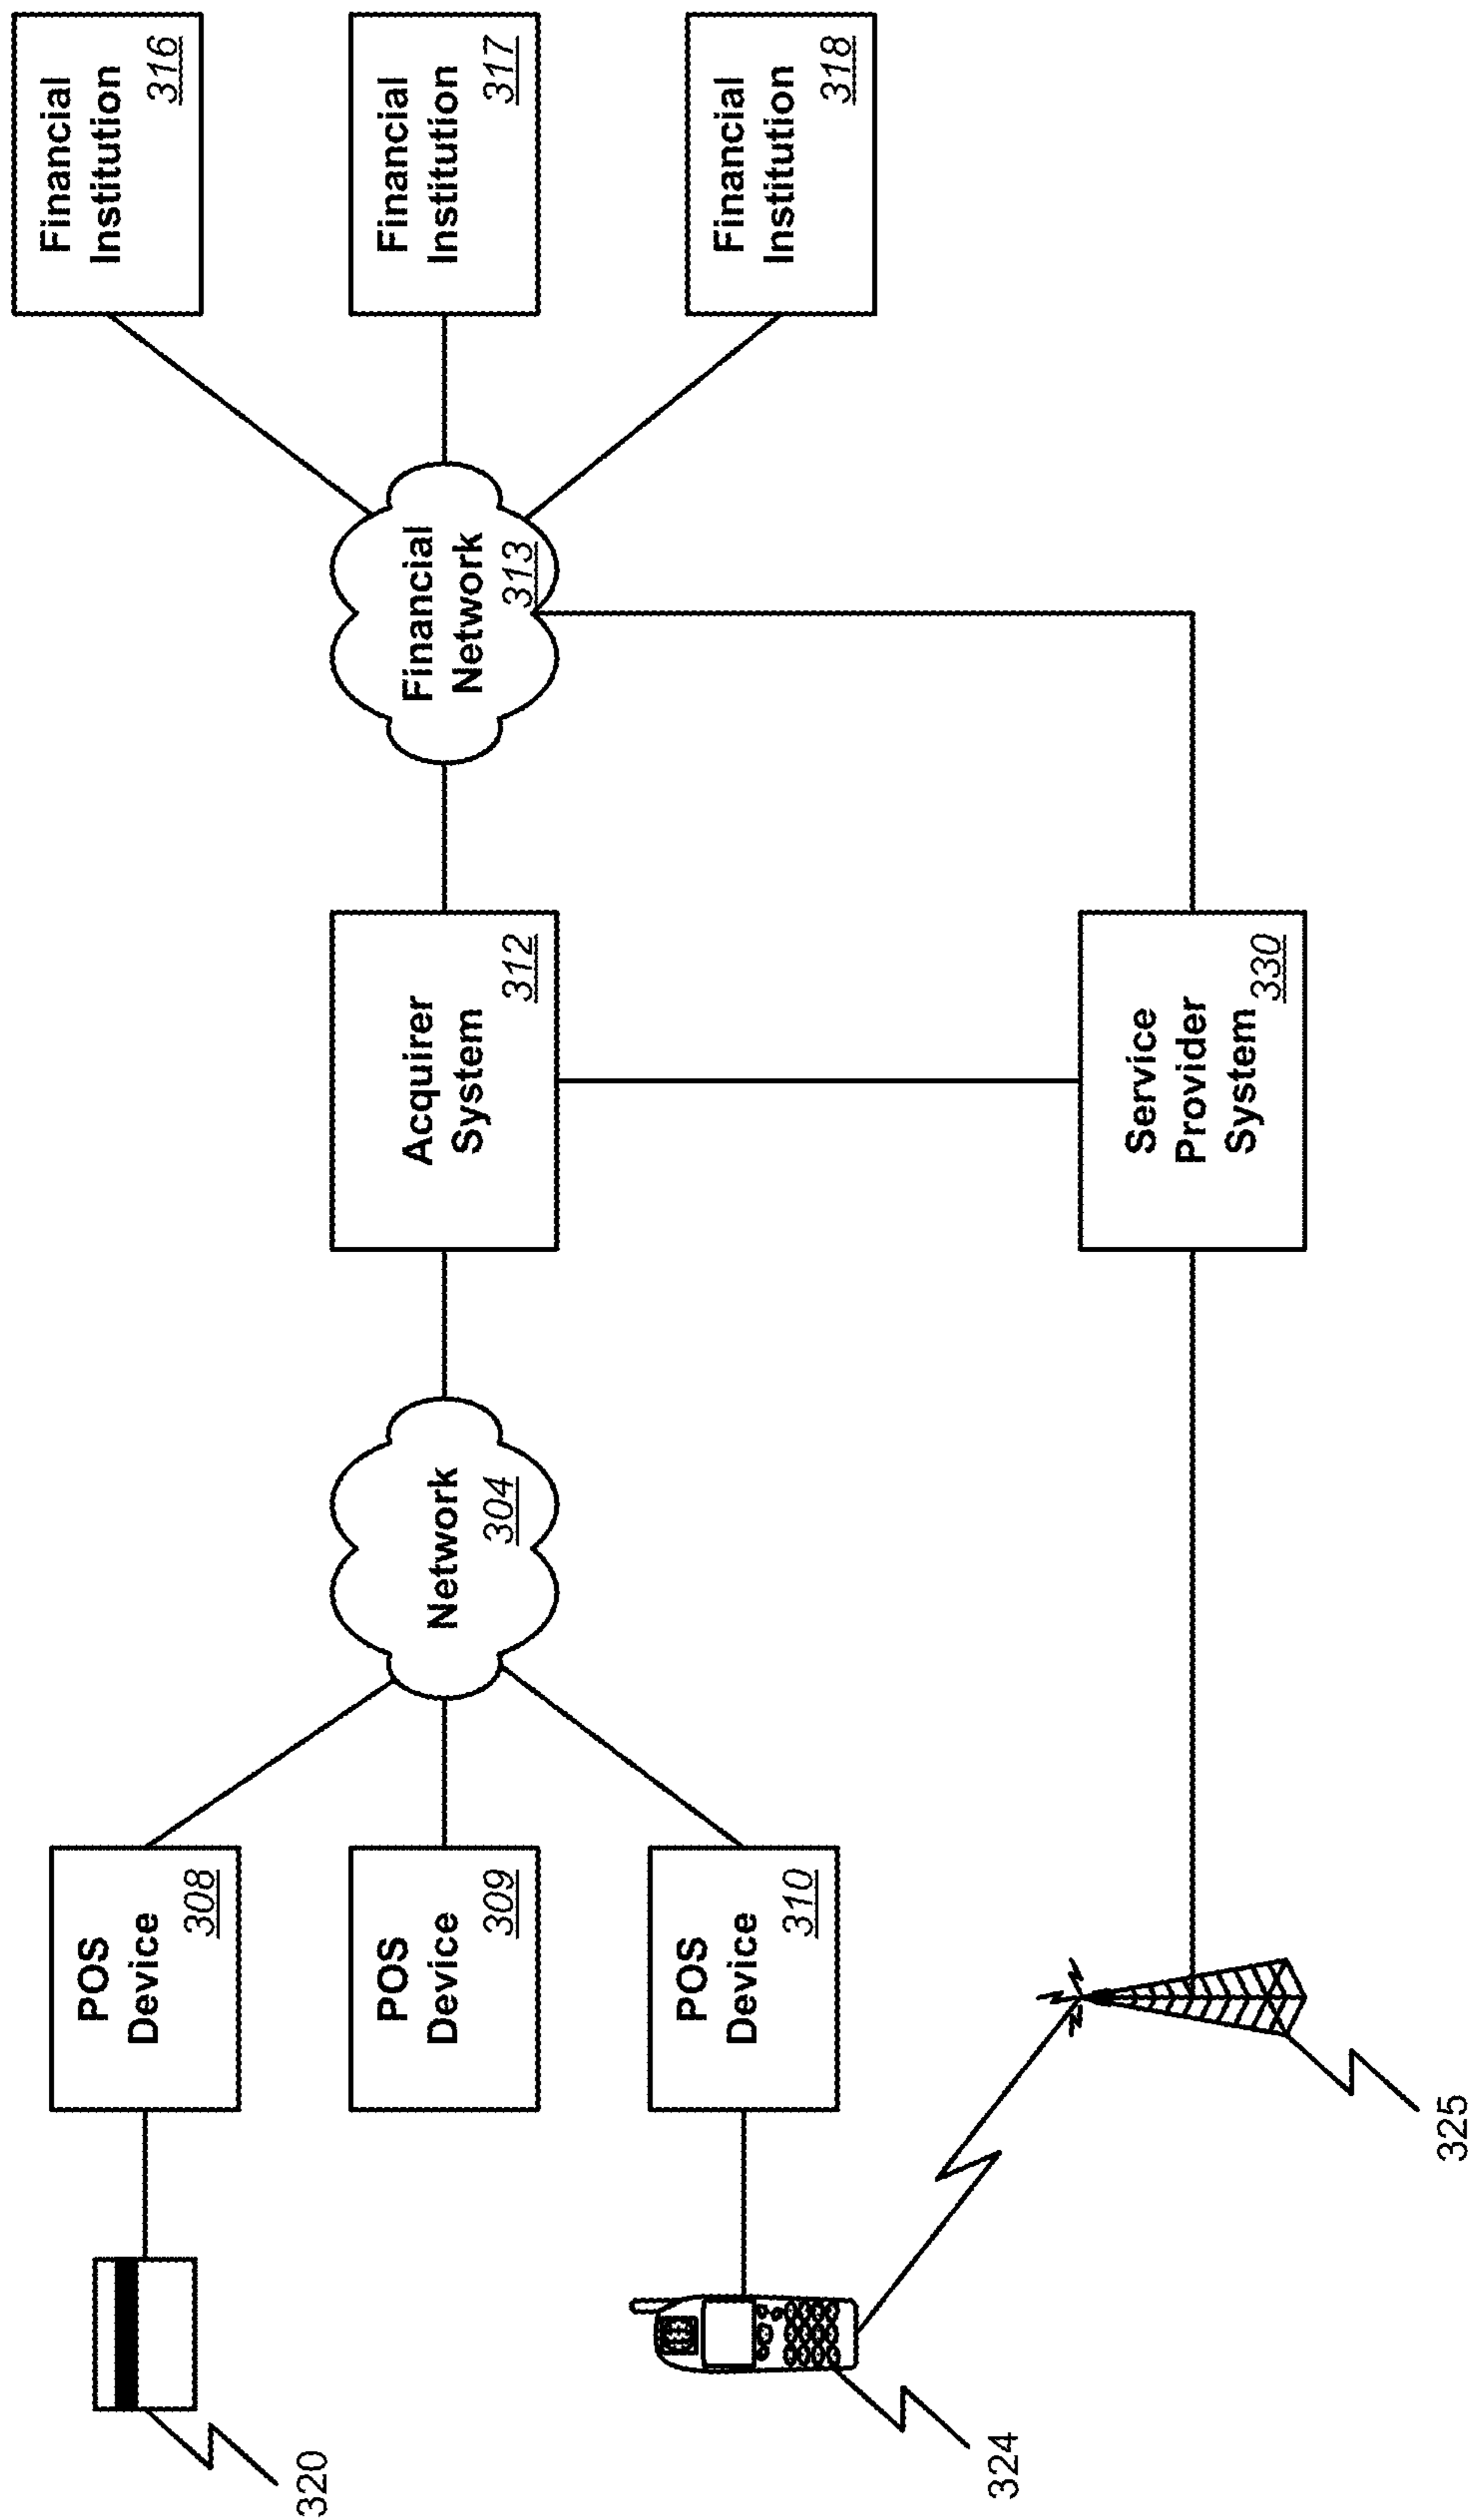 Financial
Institution
316
Financial
Institution
317
Financial
Institution
318
Financial
Network
313
Acquirer
System
312
Service
Provider
System
330
Network
304
POS
Device
308
POS
Device
309
POS
Device
310
320
324
325